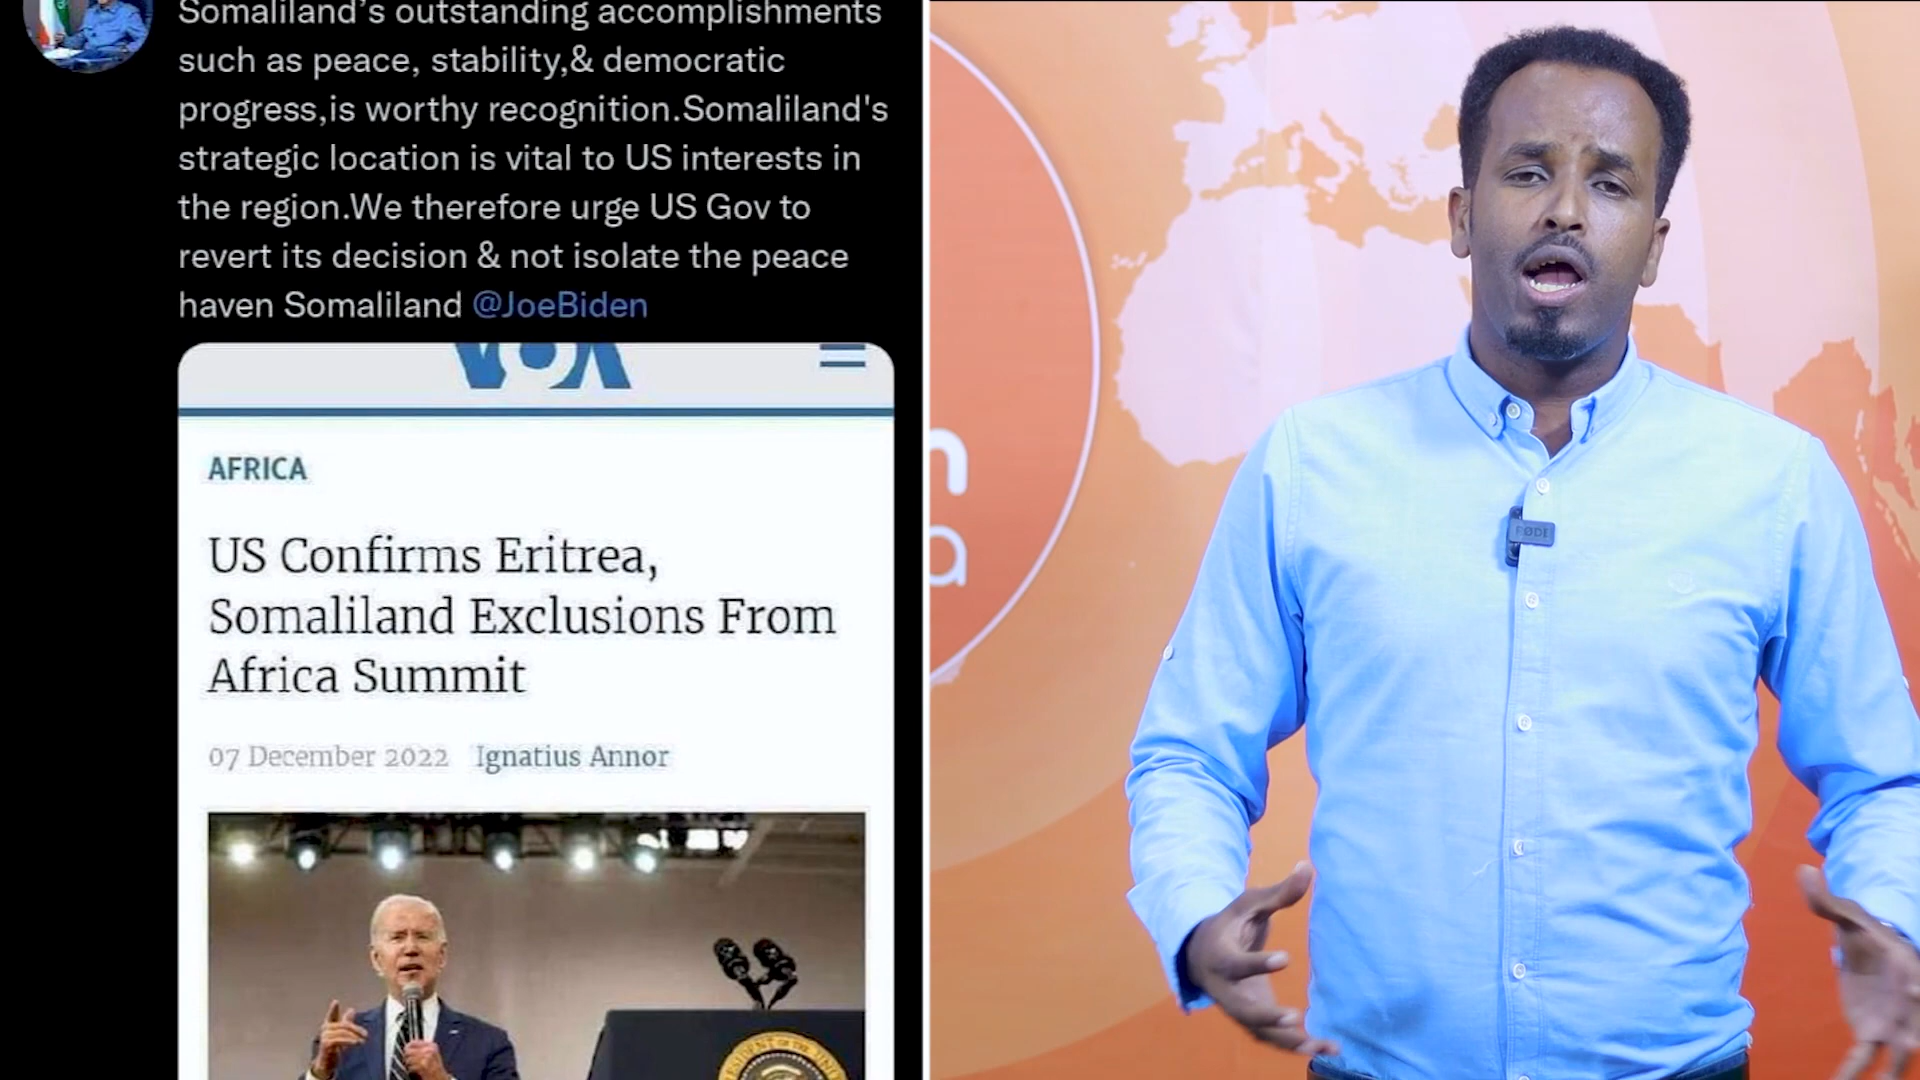 Somaliland's outstanding accomplishments
such as peace, stability,& democratic
progress,is worthy recognition.Somaliland's
strategic location is vital to US interests in
the region.We therefore urge US Gov to
revert its decision & not isolate the peace
haven Somaliland @JoeBiden
VOA
AFRICA
US Confirms Eritrea,
Somaliland Exclusions From
Africa Summit
07 December 2022 Ignatius Annor
n
a
RØDE